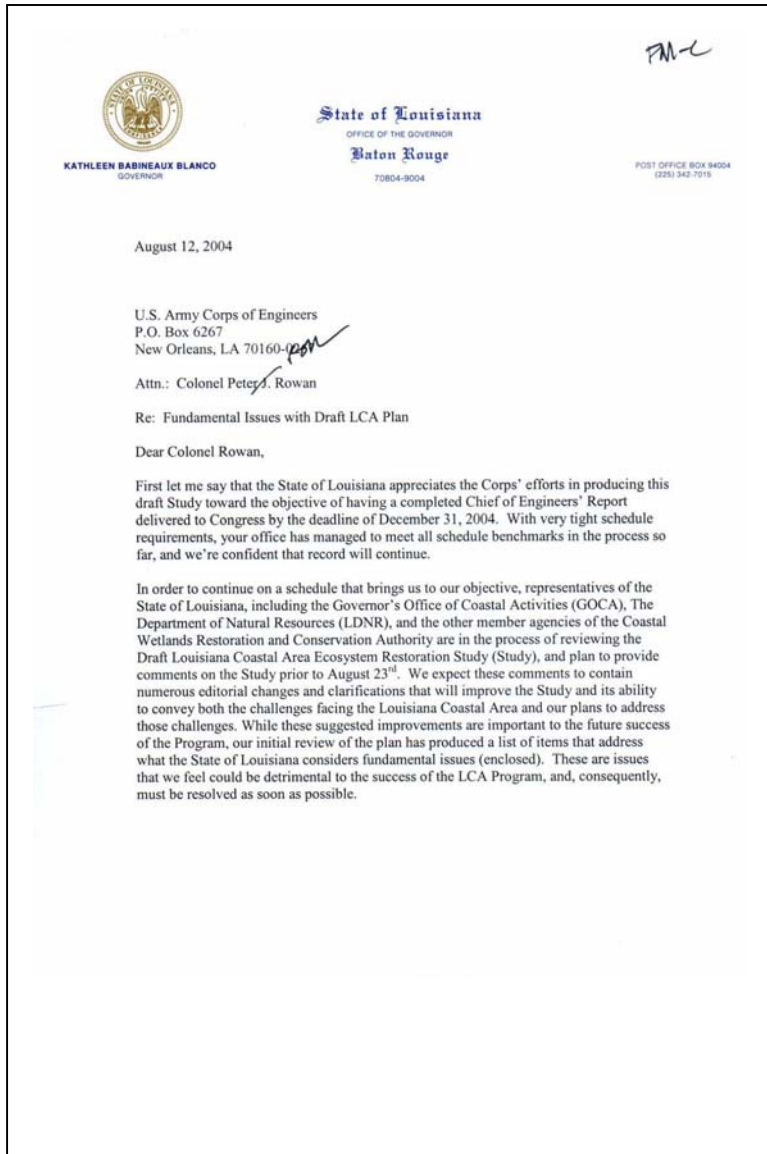 PM-C
STATE OF LOUISIANA
State of Louisiana
OFFICE OF THE GOVERNOR
Baton Rouge
70804-9004
KATHLEEN BABINEAUX BLANCO
GOVERNOR
POST OFFICE BOX 94004
(225) 342-7015
August 12, 2004
U.S. Army Corps of Engineers
P.O. Box 6267
New Orleans, LA 70160-
Attn.: Colonel Peter J. Rowan
Re: Fundamental Issues with Draft LCA Plan
Dear Colonel Rowan,
First let me say that the State of Louisiana appreciates the Corps' efforts in producing this
draft Study toward the objective of having a completed Chief of Engineers' Report
delivered to Congress by the deadline of December 31, 2004. With very tight schedule
requirements, your office has managed to meet all schedule benchmarks in the process so
far, and we're confident that record will continue.
In order to continue on a schedule that brings us to our objective, representatives of the
State of Louisiana, including the Governor's Office of Coastal Activities (GOCA), The
Department of Natural Resources (LDNR), and the other member agencies of the Coastal
Wetlands Restoration and Conservation Authority are in the process of reviewing the
Draft Louisiana Coastal Area Ecosystem Restoration Study (Study), and plan to provide
comments on the Study prior to August 23rd. We expect these comments to contain
numerous editorial changes and clarifications that will improve the Study and its ability
to convey both the challenges facing the Louisiana Coastal Area and our plans to address
those challenges. While these suggested improvements are important to the future success
of the Program, our initial review of the plan has produced a list of items that address
what the State of Louisiana considers fundamental issues (enclosed). These are issues
that we feel could be detrimental to the success of the LCA Program, and, consequently,
must be resolved as soon as possible.